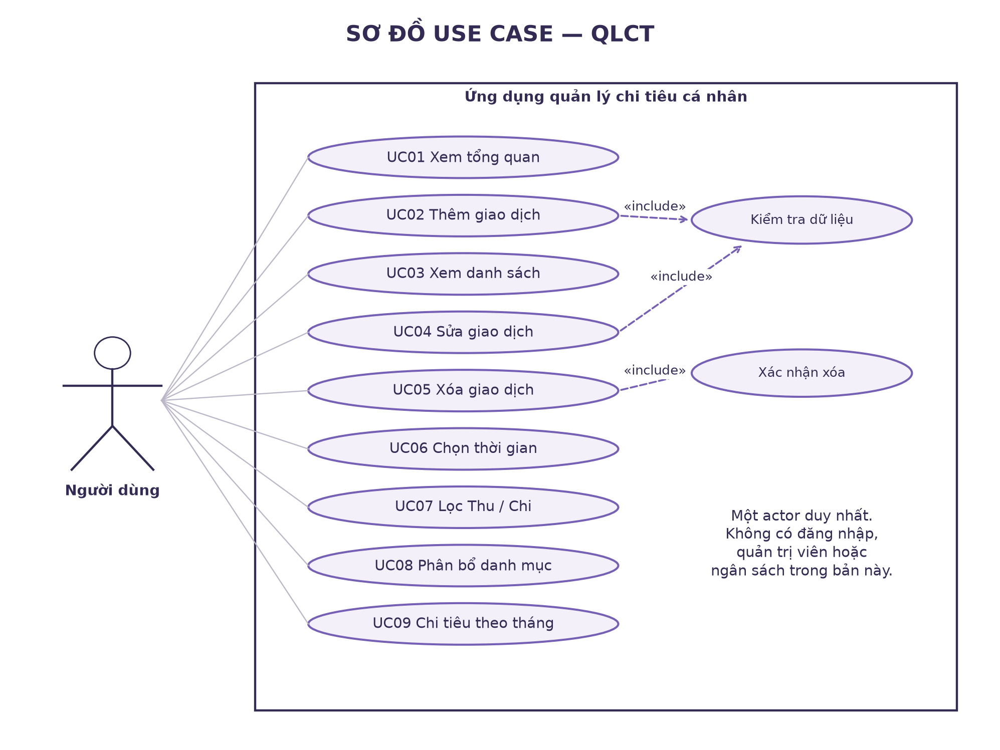 SƠ ĐỒ USE CASE — QLCT
Ứng dụng quản lý chi tiêu cá nhân
UC01 Xem tổng quan
UC02 Thêm giao dịch
«include»
Kiểm tra dữ liệu
UC03 Xem danh sách
«include»
UC04 Sửa giao dịch
UC05 Xóa giao dịch
«include»
Xác nhận xóa
UC06 Chọn thời gian
Người dùng
UC07 Lọc Thu / Chi
UC08 Phân bổ danh mục
UC09 Chi tiêu theo tháng
Một actor duy nhất.
Không có đăng nhập,
quản trị viên hoặc
ngân sách trong bản này.